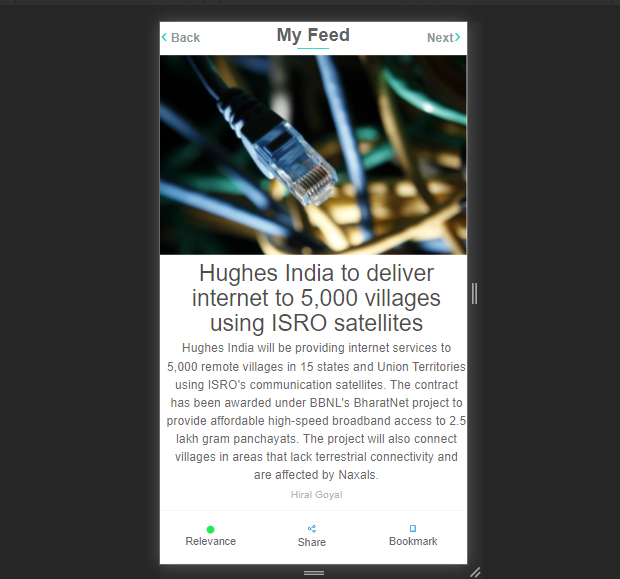 Back
My Feed
Next
Hughes India to deliver
internet to 5,000 villages
using ISRO satellites
Hughes India will be providing internet services to
5,000 remote villages in 15 states and Union Territories
using ISRO's communication satellites. The contract
has been awarded under BBNL's BharatNet project to
provide affordable high-speed broadband access to 2.5
lakh gram panchayats. The project will also connect
villages in areas that lack terrestrial connectivity and
are affected by Naxals.
Hiral Goyal
Relevance
Share
Bookmark